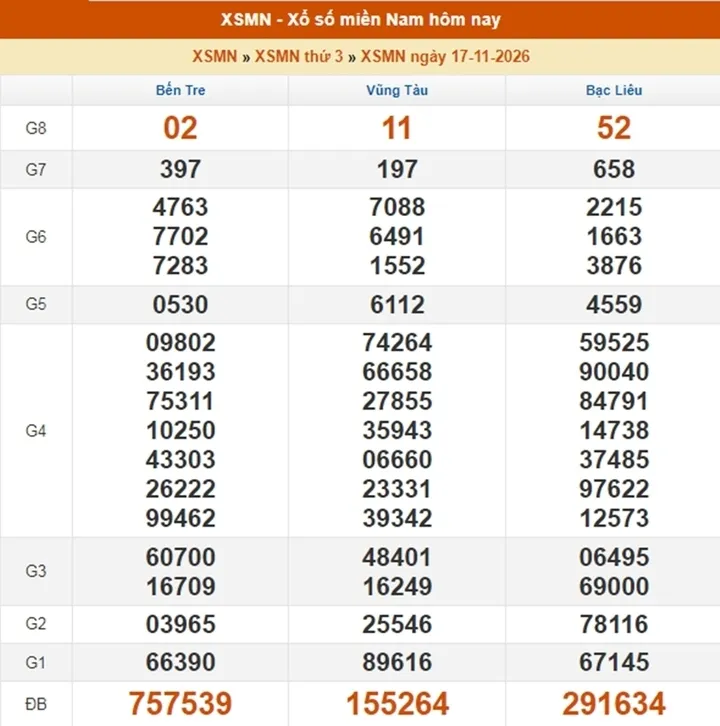 XSMN - Xổ số miền Nam hôm nay
XSMN » XSMN thứ 3 » XSMN ngày 17-11-2026
Bến Tre Vũng Tàu Bạc Liêu
G8 02 11 52
G7 397 197 658
4763 7088 2215
G6 7702 6491 1663
7283 1552 3876
G5 0530 6112 4559
09802 74264 59525
36193 66658 90040
75311 27855 84791
G4 10250 35943 14738
43303 06660 37485
26222 23331 97622
99462 39342 12573
G3 60700 48401 06495
16709 16249 69000
G2 03965 25546 78116
G1 66390 89616 67145
ĐB 757539 155264 291634